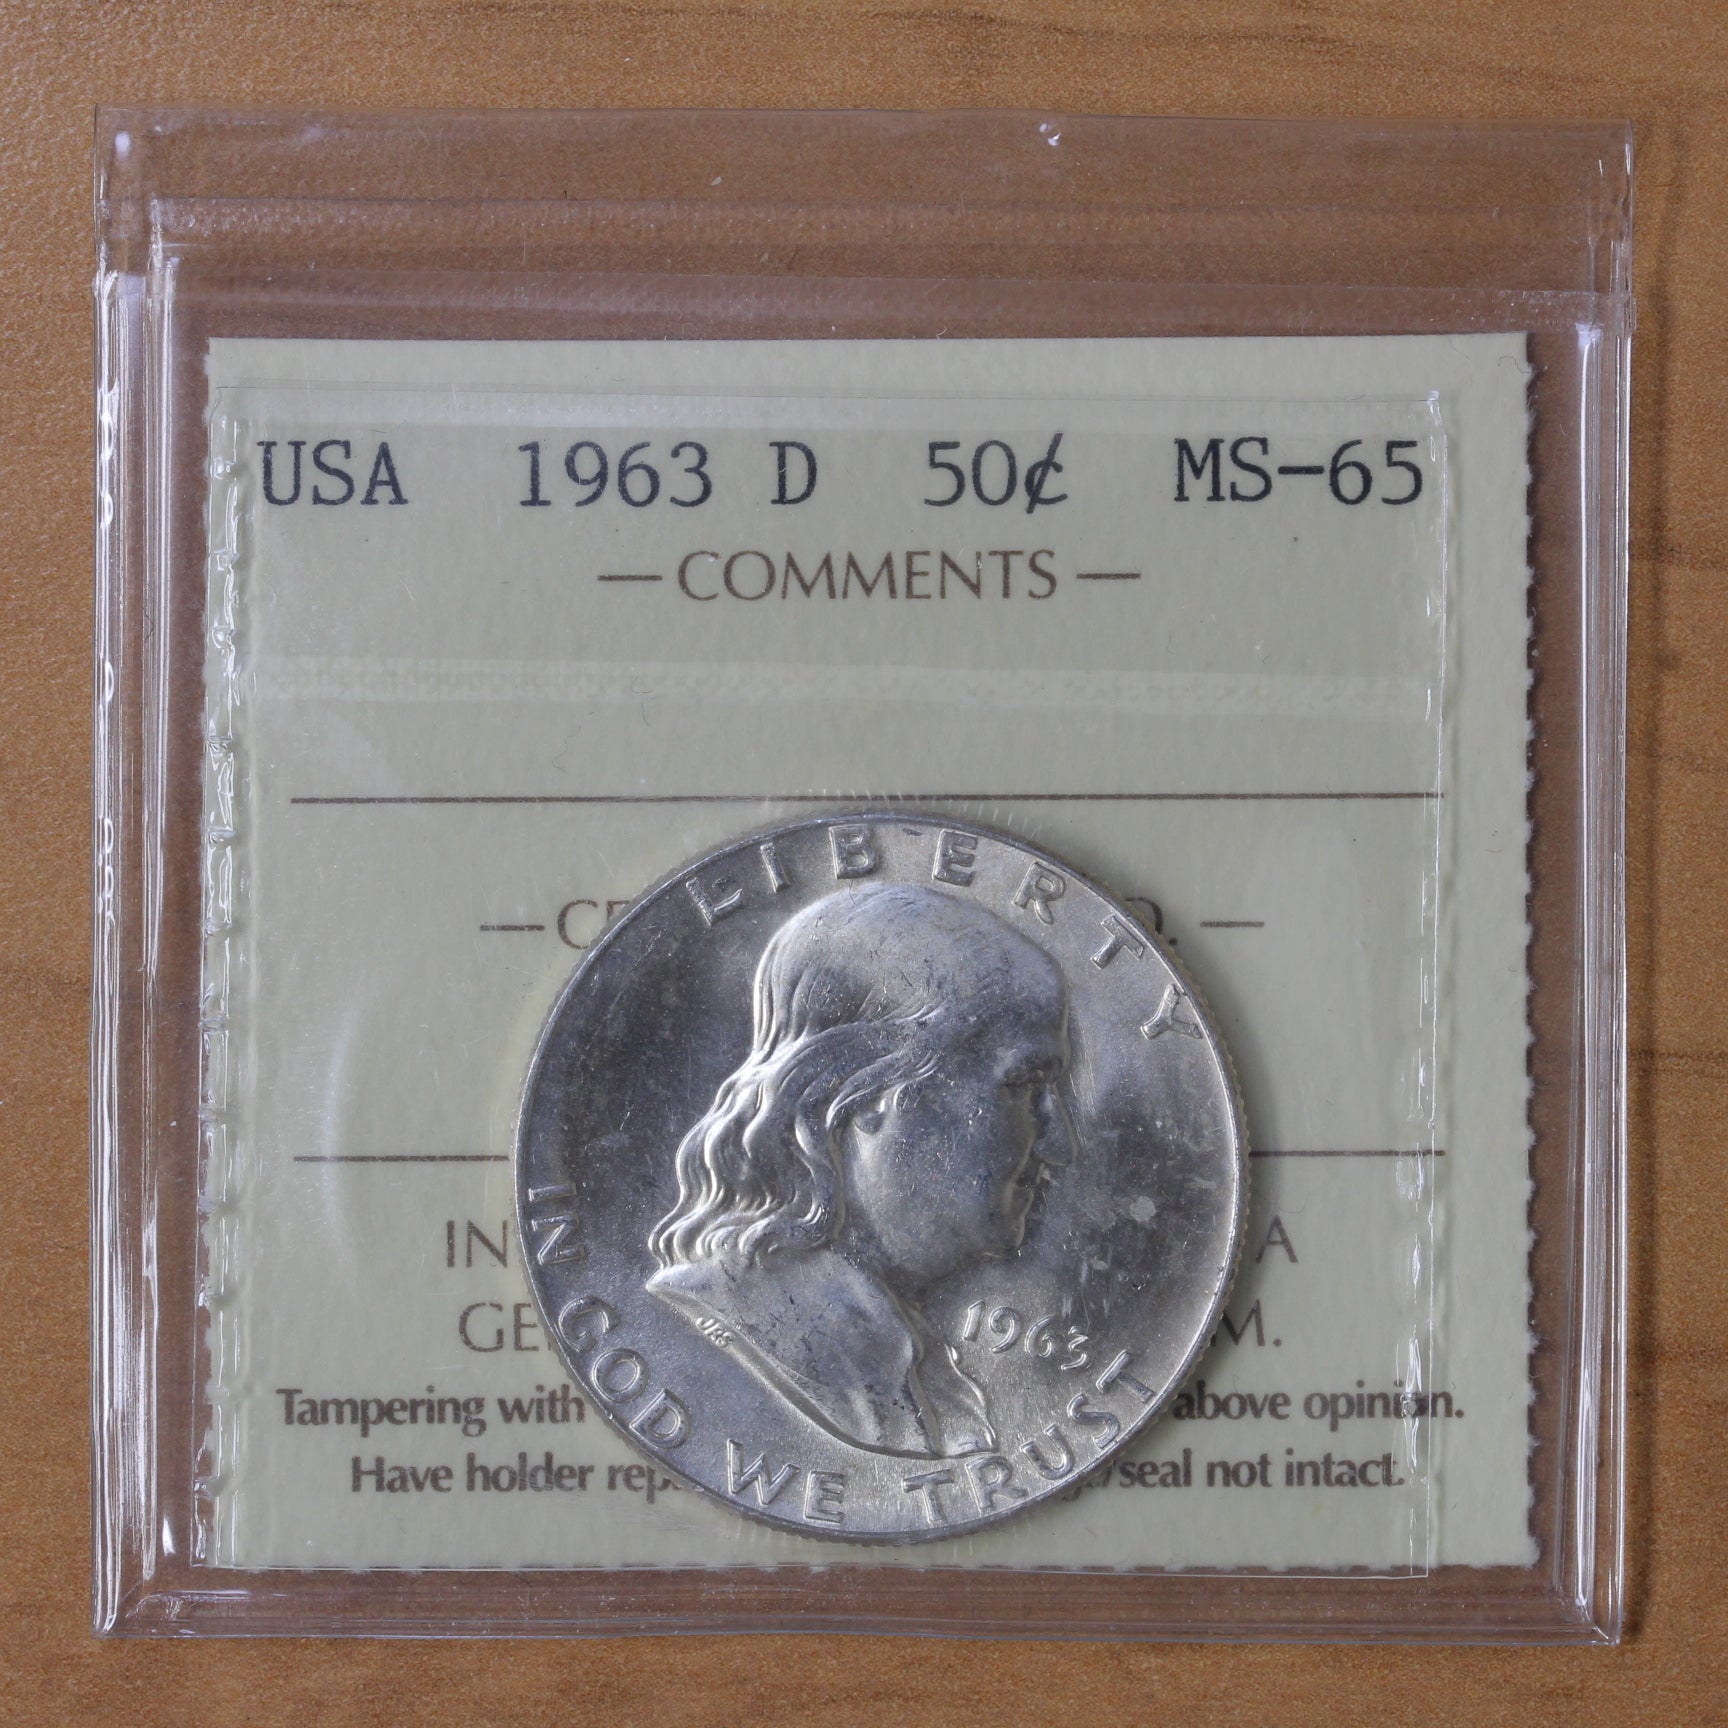 USA 1963 D 50¢ MS-65
— COMMENTS —
LIBERTY
IN GOD WE TRUST
JRS
1963
Tampering with above opinion.
Have holder /seal not intact.